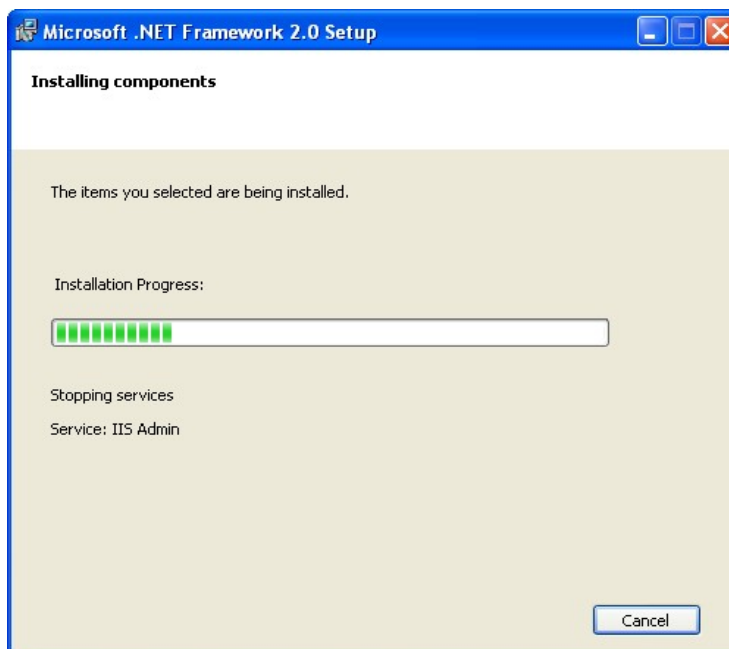 Microsoft .NET Framework 2.0 Setup
Installing components
The items you selected are being installed.
Installation Progress:
Stopping services
Service: IIS Admin
Cancel